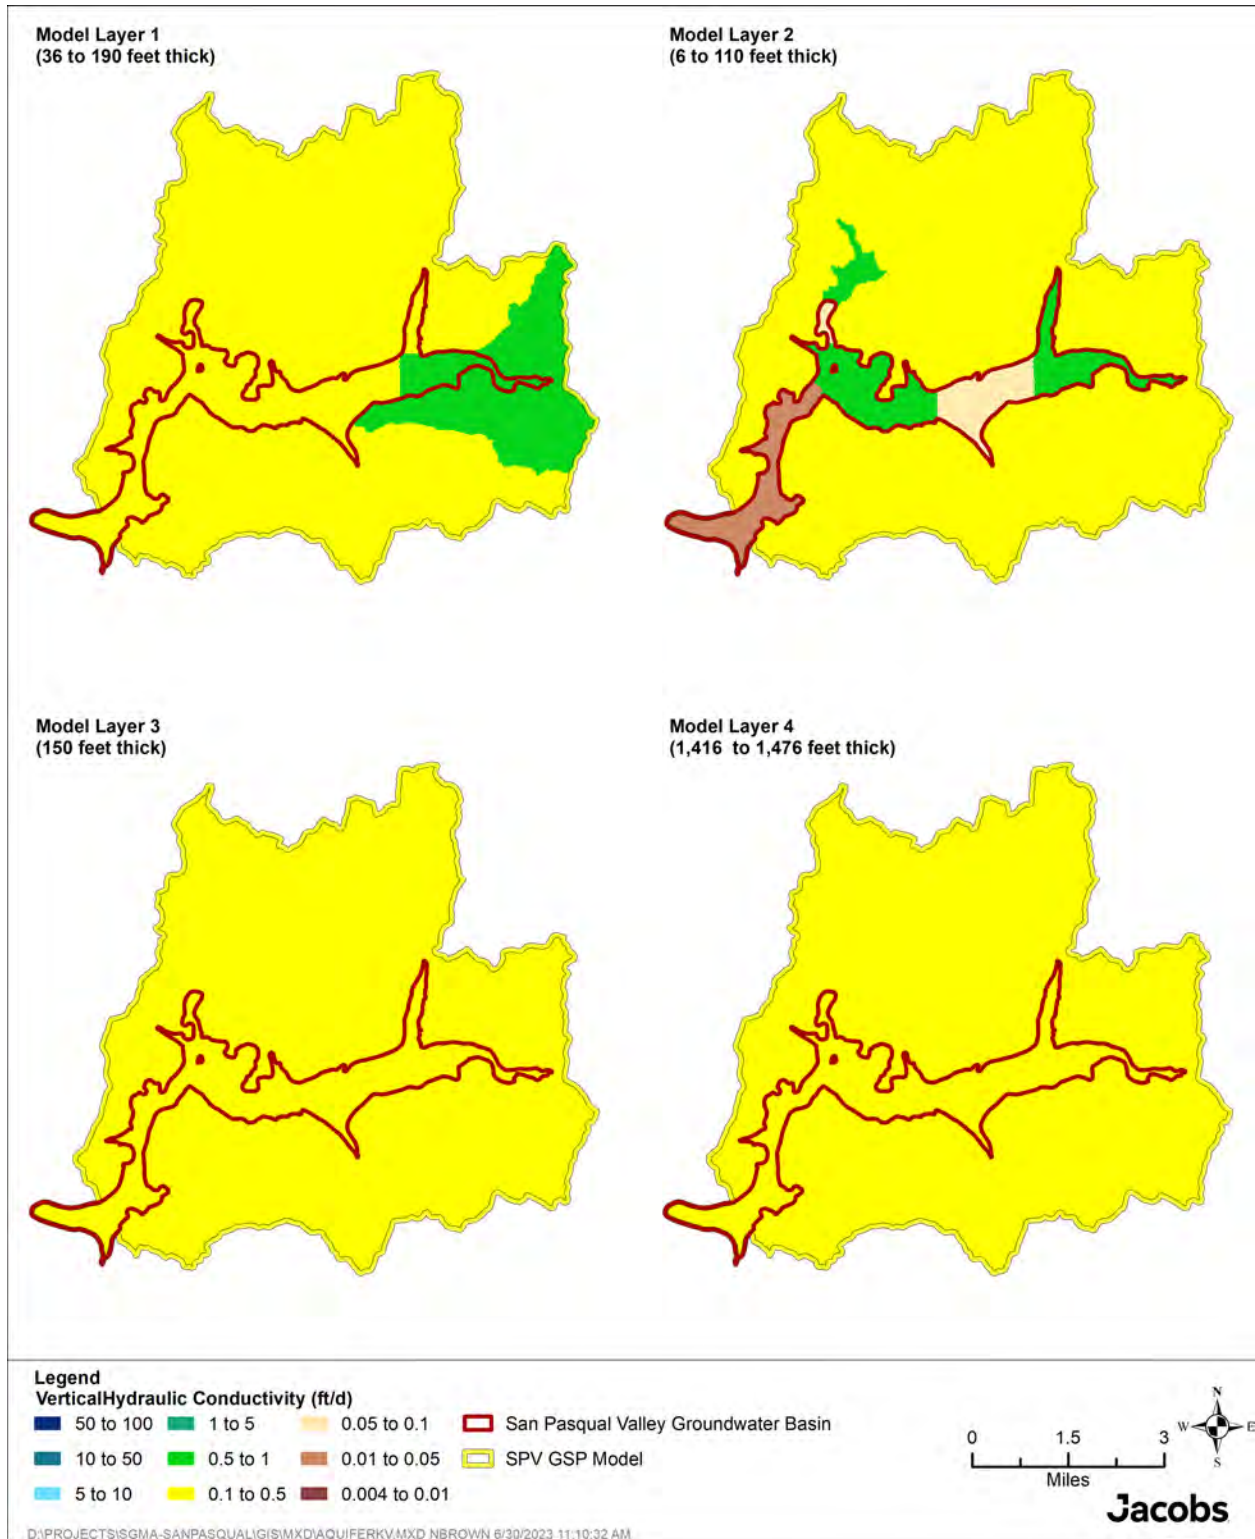 Model Layer 1
(36 to 190 feet thick)
Model Layer 2
(6 to 110 feet thick)
Model Layer 3
(150 feet thick)
Model Layer 4
(1,416 to 1,476 feet thick)
Legend
VerticalHydraulic Conductivity (ft/d)
50 to 100
1 to 5
0.05 to 0.1
San Pasqual Valley Groundwater Basin
10 to 50
0.5 to 1
0.01 to 0.05
SPV GSP Model
5 to 10
0.1 to 0.5
0.004 to 0.01
0 1.5 3
Miles
N
W E
S
Jacobs
D:\PROJECTS\SGMA-SANPASQUAL\GIS\MXD\AQUIFERKV.MXD NBROWN 6/30/2023 11:10:32 AM